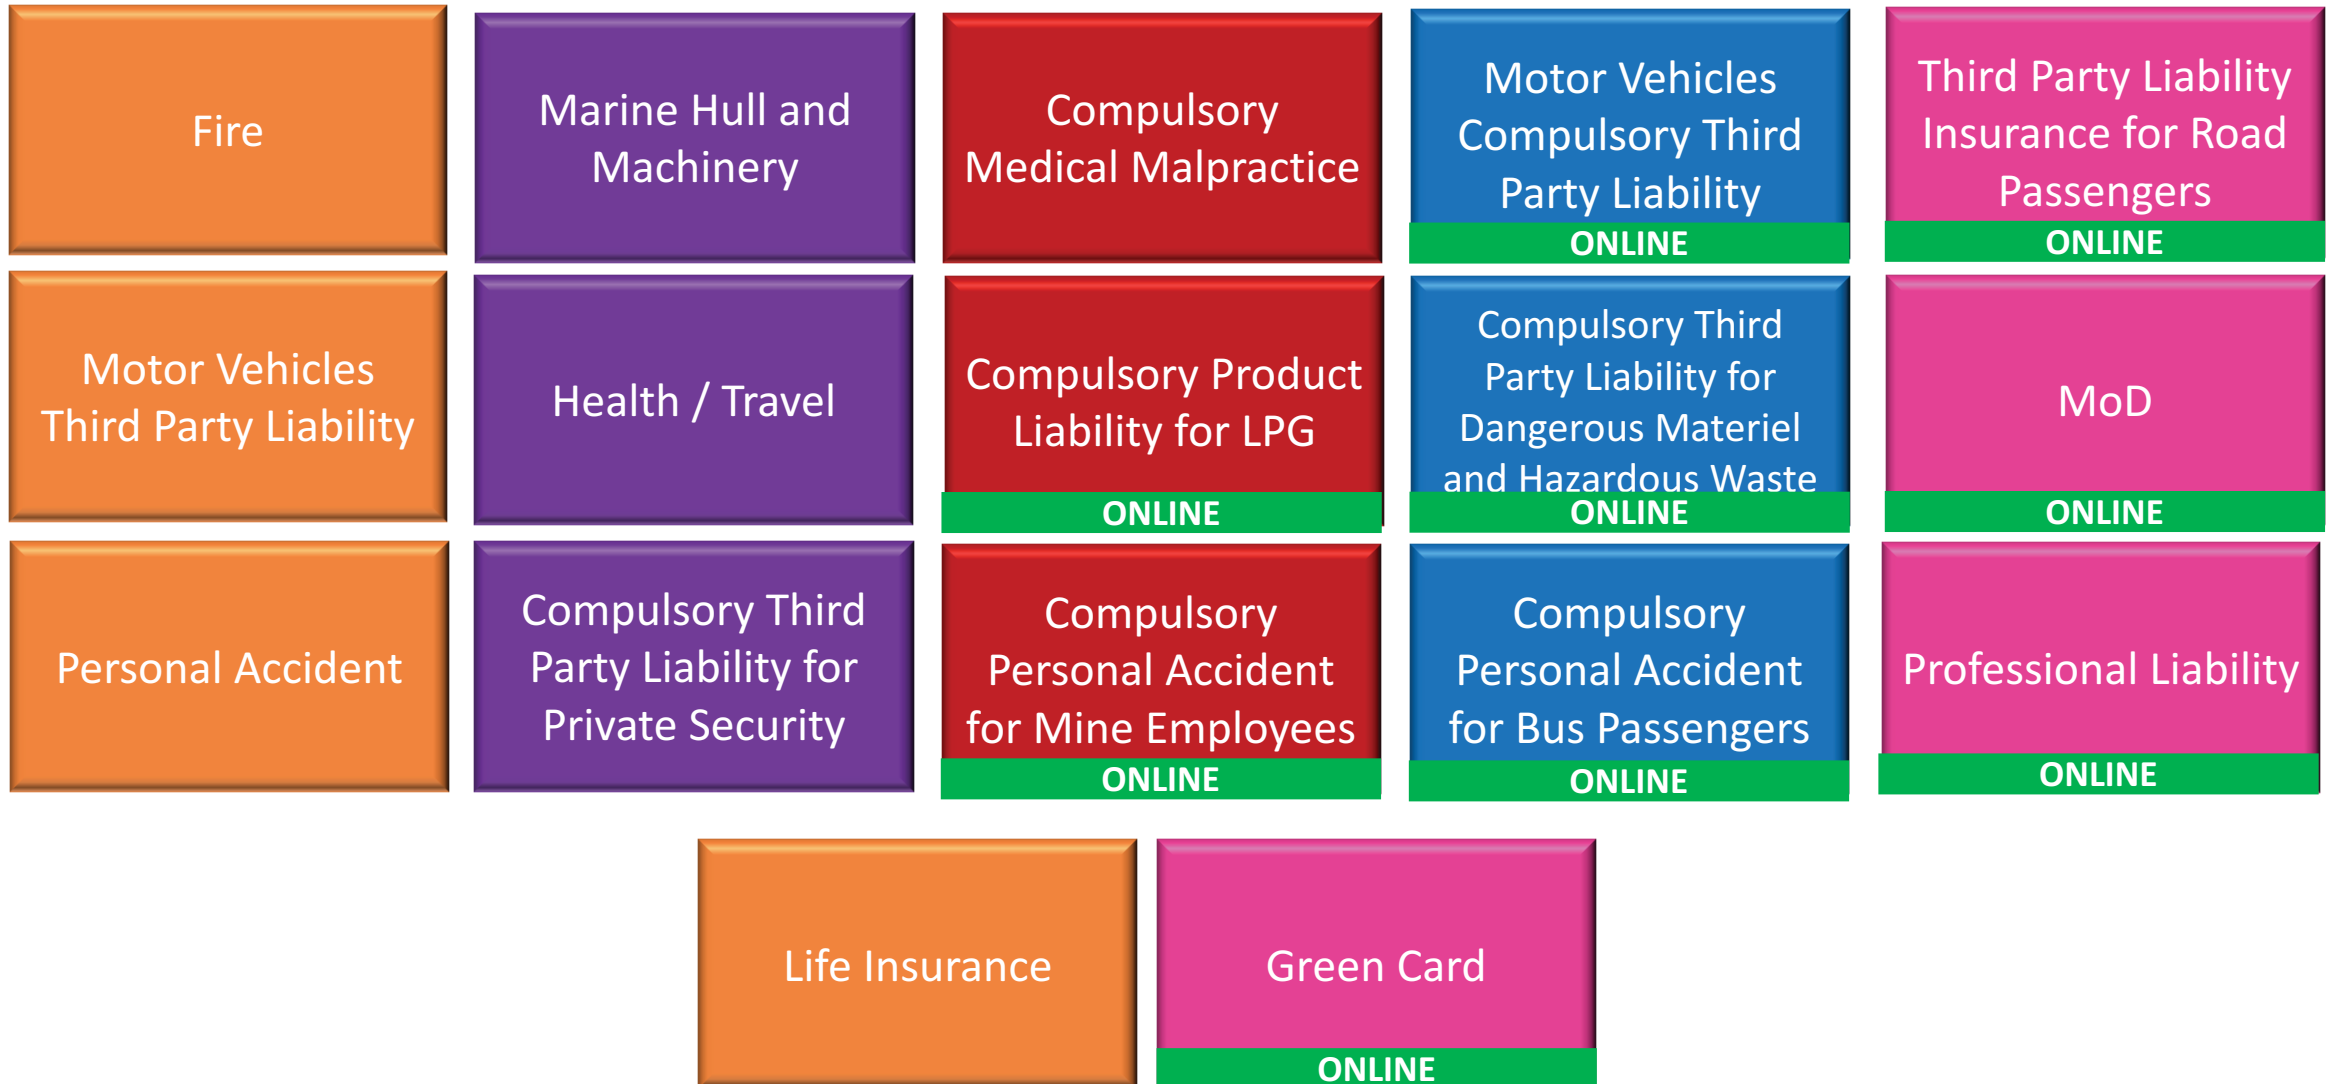 Fire
Marine Hull and
Machinery
Compulsory
Medical Malpractice
Motor Vehicles
Compulsory Third
Party Liability
ONLINE
Third Party Liability
Insurance for Road
Passengers
ONLINE
Motor Vehicles
Third Party Liability
Health / Travel
Compulsory Product
Liability for LPG
ONLINE
Compulsory Third
Party Liability for
Dangerous Materiel
and Hazardous Waste
ONLINE
MoD
ONLINE
Personal Accident
Compulsory Third
Party Liability for
Private Security
Compulsory
Personal Accident
for Mine Employees
ONLINE
Compulsory
Personal Accident
for Bus Passengers
ONLINE
Professional Liability
ONLINE
Life Insurance
Green Card
ONLINE